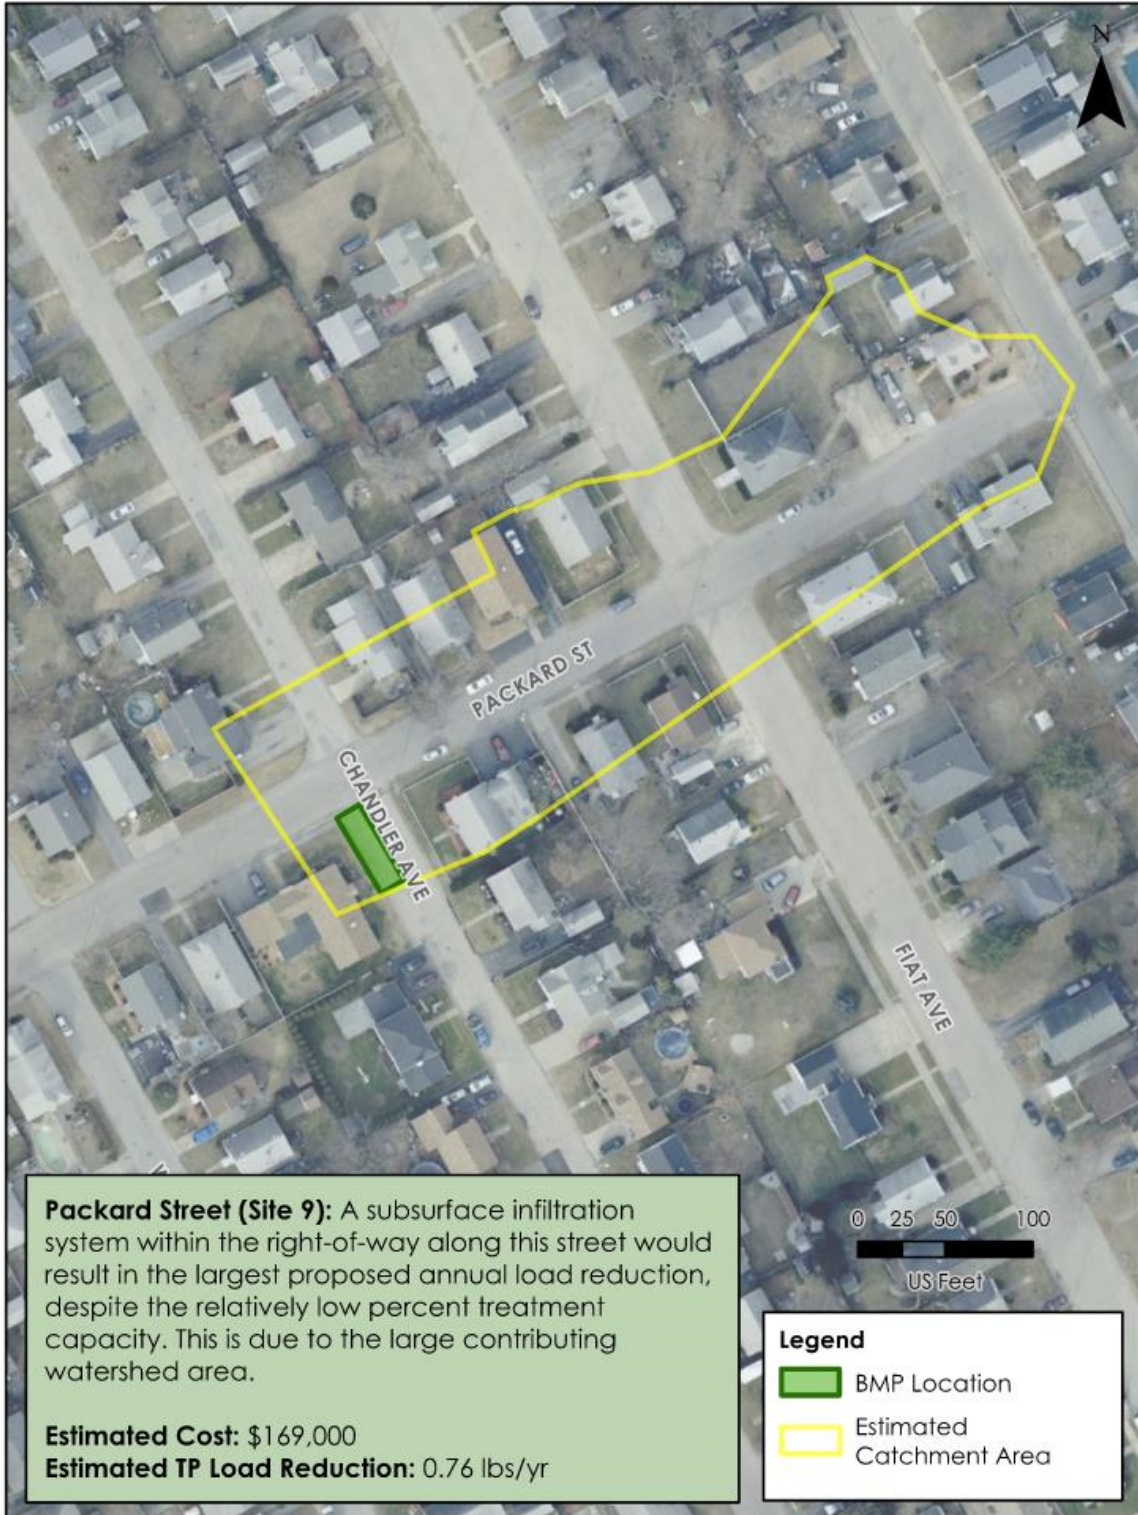 N
PACKARD ST
CHANDLER AVE
FIAT AVE
Packard Street (Site 9): A subsurface infiltration
system within the right-of-way along this street would
result in the largest proposed annual load reduction,
despite the relatively low percent treatment
capacity. This is due to the large contributing
watershed area.
Estimated Cost: $169,000
Estimated TP Load Reduction: 0.76 lbs/yr
0 25 50 100
US Feet
Legend
BMP Location
Estimated
Catchment Area